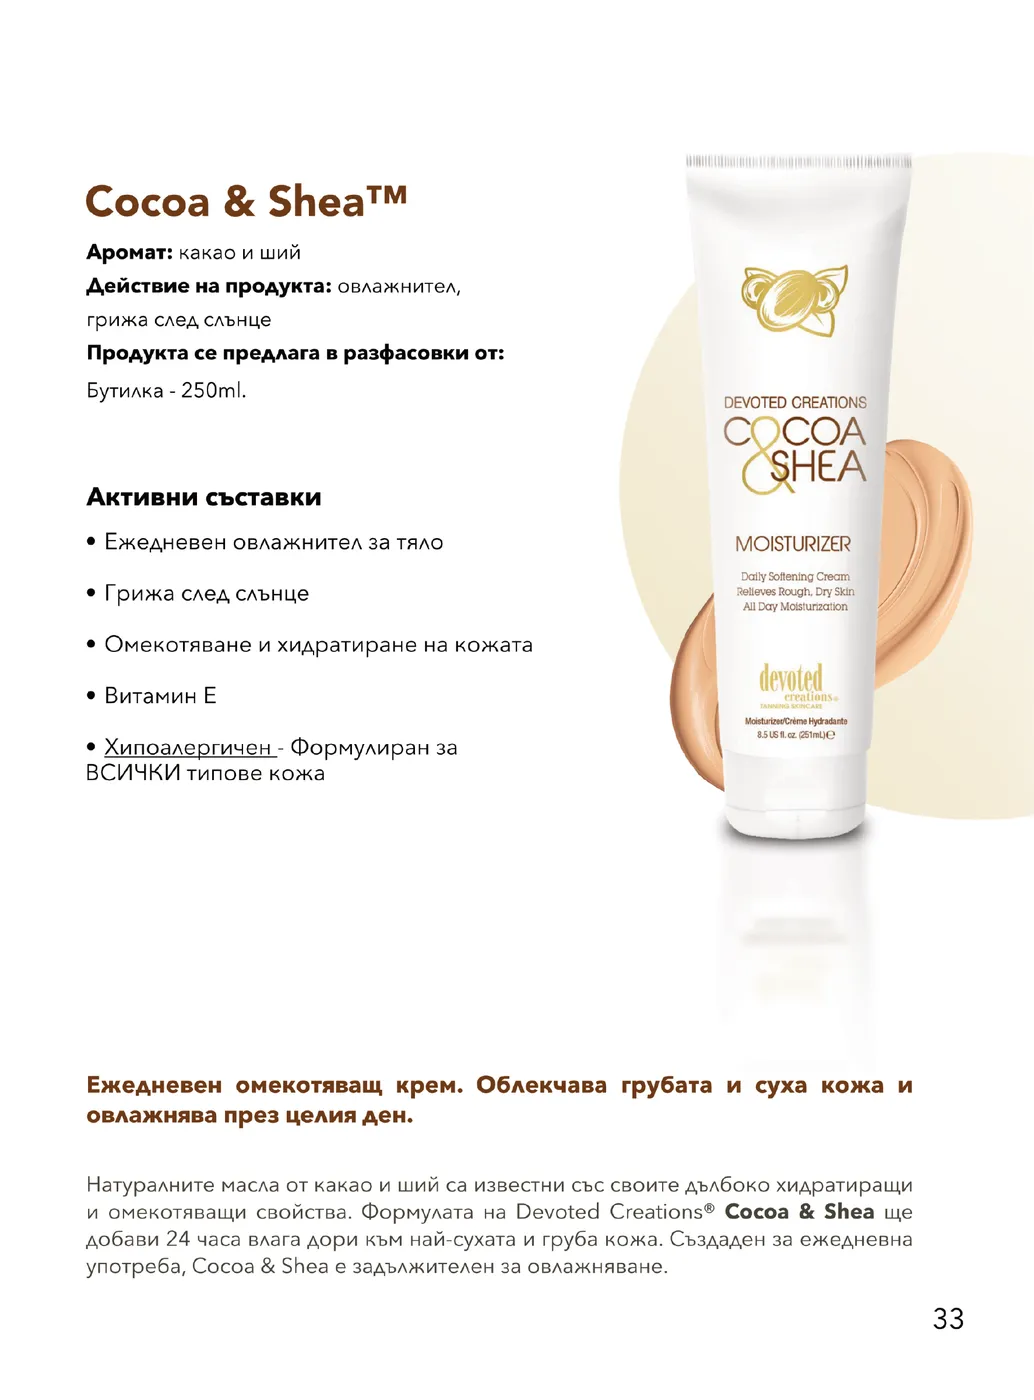 Cocoa & Shea™
Аромат: какао и ший
Действие на продукта: овлажнител,
грижа след слънце
Продукта се предлага в разфасовки от:
Бутилка - 250ml.
Активни съставки
• Ежедневен овлажнител за тяло
• Грижа след слънце
• Омекотяване и хидратиране на кожата
• Витамин Е
• Хипоалергичен - Формулиран за
ВСИЧКИ типове кожа
DEVOTED CREATIONS
COCOA
&SHEA
MOISTURIZER
Daily Softening Cream
Relieves Rough, Dry Skin
All Day Moisturization
devoted
creations®
TANNING SKINCARE
Moisturizer/Crème Hydradante
8.5 US fl. oz. (251mL) ℮
Ежедневен омекотяващ крем. Облекчава грубата и суха кожа и
овлажнява през целия ден.
Натуралните масла от какао и ший са известни със своите дълбоко хидратиращи
и омекотяващи свойства. Формулата на Devoted Creations® Cocoa & Shea ще
добави 24 часа влага дори към най-сухата и груба кожа. Създаден за ежедневна
употреба, Cocoa & Shea е задължителен за овлажняване.
33